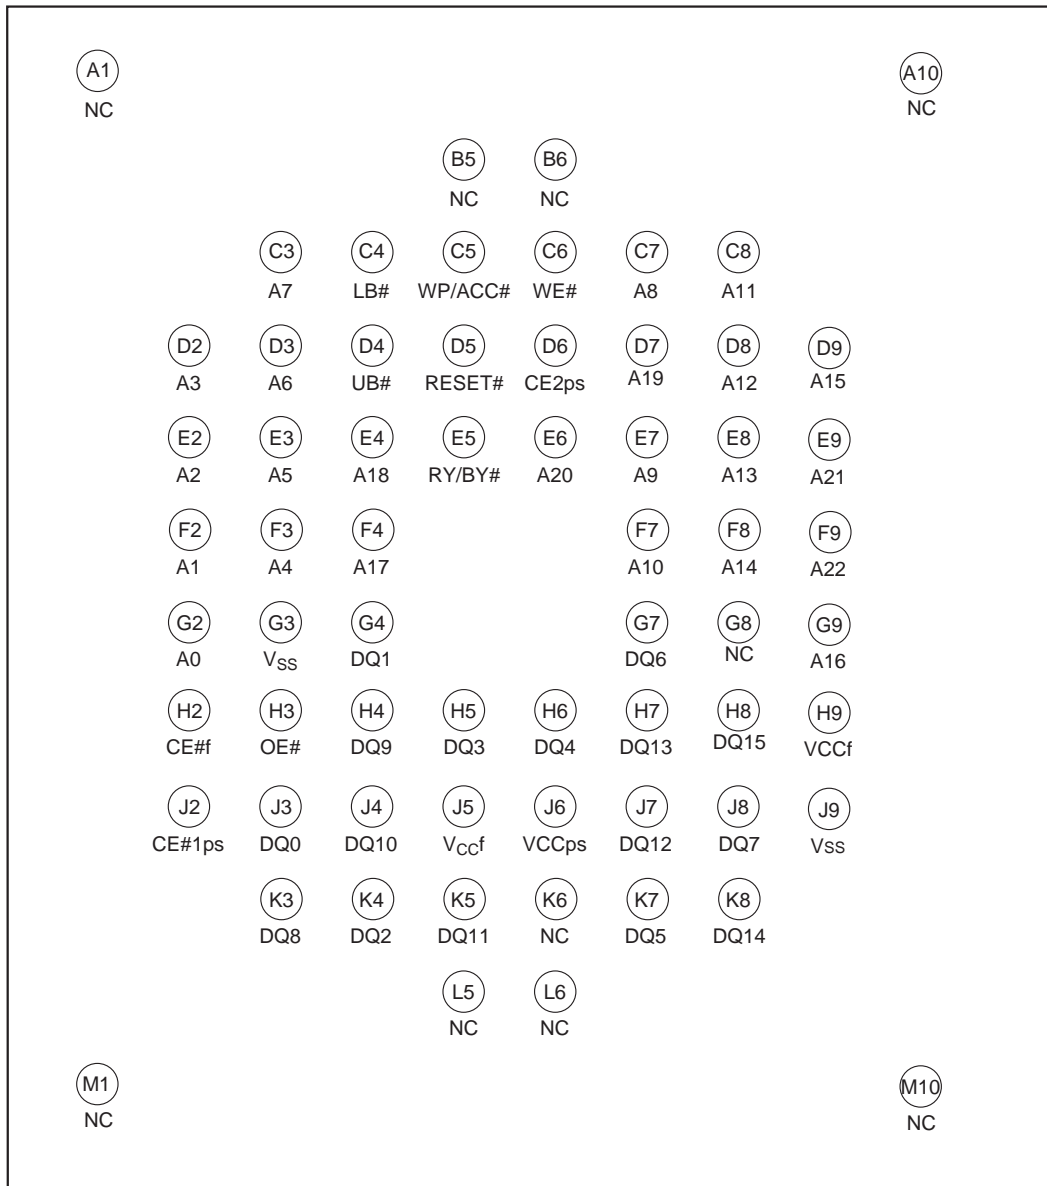 A1 A10
NC NC
B5 B6
NC NC
C3 C4 C5 C6 C7 C8
A7 LB# WP/ACC# WE# A8 A11
D2 D3 D4 D5 D6 D7 D8 D9
A3 A6 UB# RESET# CE2ps A19 A12 A15
E2 E3 E4 E5 E6 E7 E8 E9
A2 A5 A18 RY/BY# A20 A9 A13 A21
F2 F3 F4 F7 F8 F9
A1 A4 A17 A10 A14 A22
G2 G3 G4 G7 G8 G9
A0 VSS DQ1 DQ6 NC A16
H2 H3 H4 H5 H6 H7 H8 H9
CE#f OE# DQ9 DQ3 DQ4 DQ13 DQ15 VCCf
J2 J3 J4 J5 J6 J7 J8 J9
CE#1ps DQ0 DQ10 VCCf VCCps DQ12 DQ7 VSS
K3 K4 K5 K6 K7 K8
DQ8 DQ2 DQ11 NC DQ5 DQ14
L5 L6
NC NC
M1 M10
NC NC